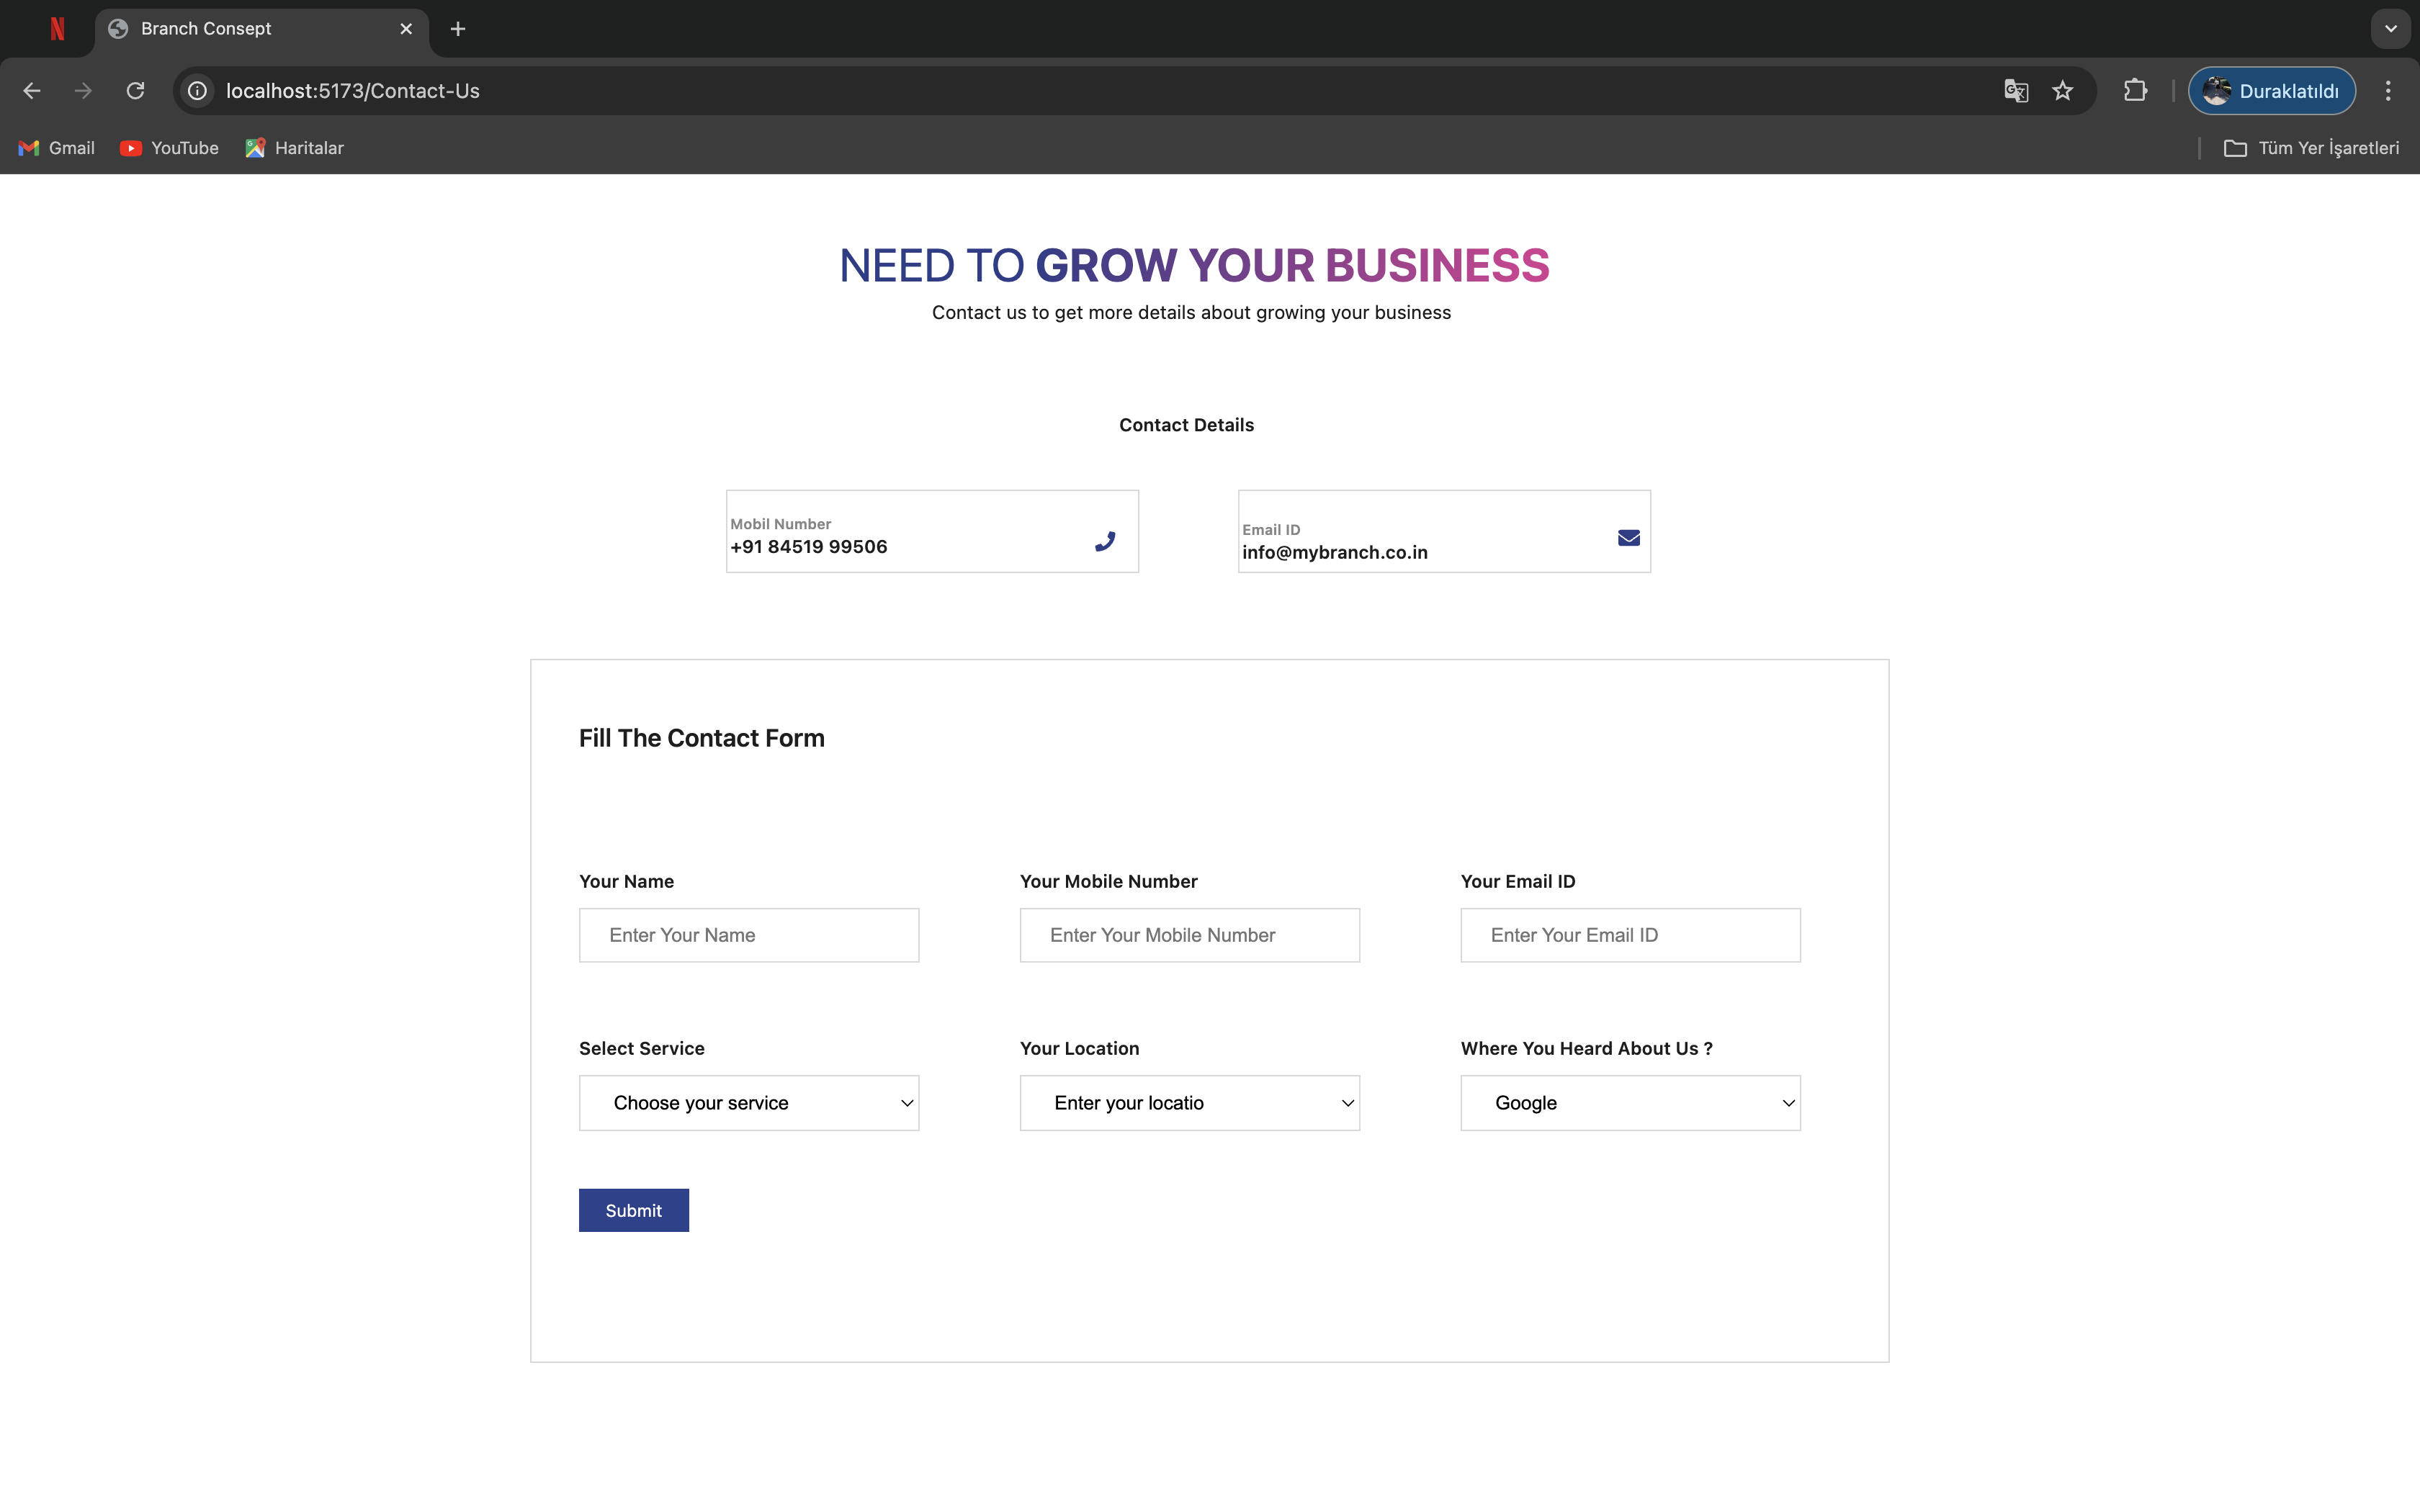 Branch Consept
localhost:5173/Contact-Us
Duraklatıldı
Gmail YouTube Haritalar Tüm Yer İşaretleri
NEED TO GROW YOUR BUSINESS
Contact us to get more details about growing your business
Contact Details
Mobil Number
+91 84519 99506
Email ID
info@mybranch.co.in
Fill The Contact Form
Your Name Your Mobile Number Your Email ID
Enter Your Name Enter Your Mobile Number Enter Your Email ID
Select Service Your Location Where You Heard About Us ?
Choose your service Enter your locatio Google
Submit